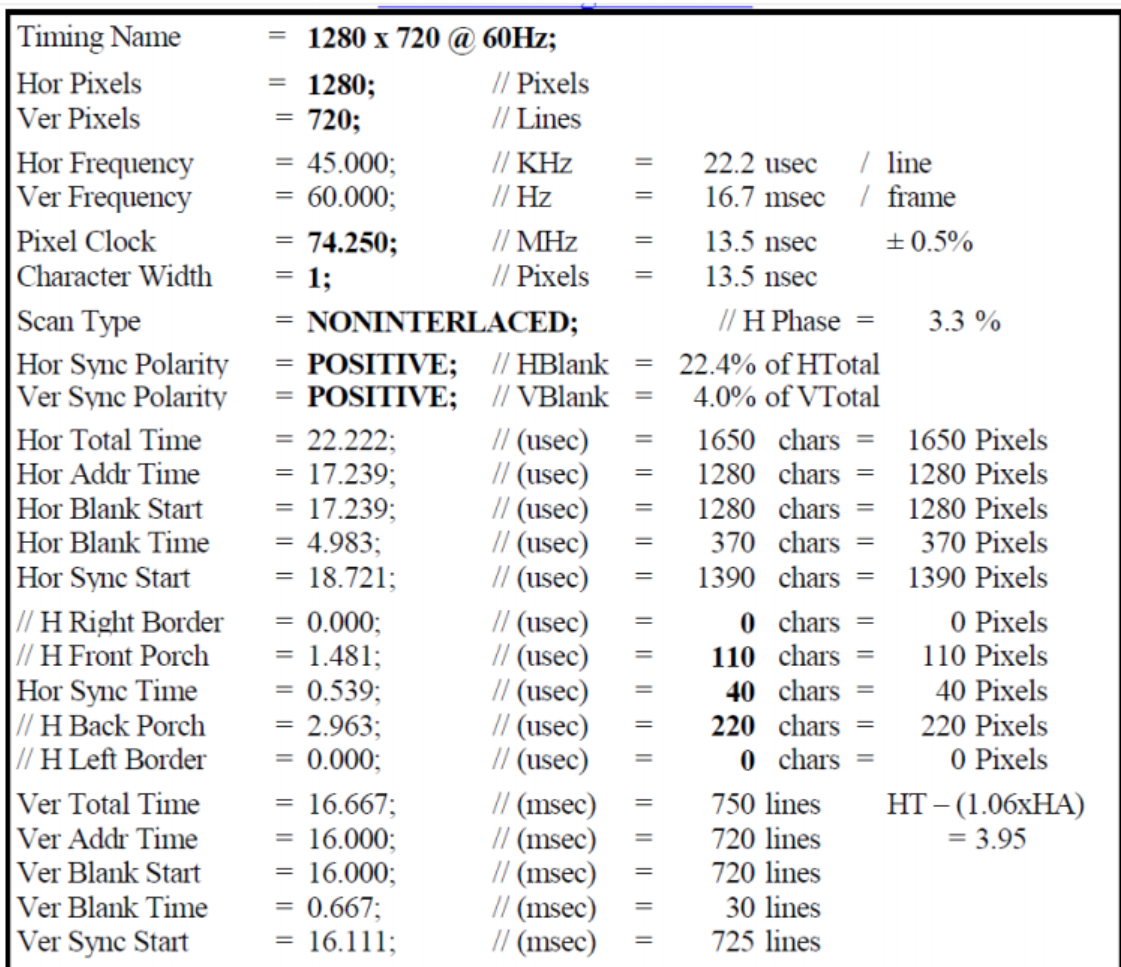 Timing Name = 1280 x 720 @ 60Hz;
Hor Pixels = 1280; // Pixels
Ver Pixels = 720; // Lines
Hor Frequency = 45.000; // KHz = 22.2 usec / line
Ver Frequency = 60.000; // Hz = 16.7 msec / frame
Pixel Clock = 74.250; // MHz = 13.5 nsec ± 0.5%
Character Width = 1; // Pixels = 13.5 nsec
Scan Type = NONINTERLACED; // H Phase = 3.3 %
Hor Sync Polarity = POSITIVE; // HBlank = 22.4% of HTotal
Ver Sync Polarity = POSITIVE; // VBlank = 4.0% of VTotal
Hor Total Time = 22.222; // (usec) = 1650 chars = 1650 Pixels
Hor Addr Time = 17.239; // (usec) = 1280 chars = 1280 Pixels
Hor Blank Start = 17.239; // (usec) = 1280 chars = 1280 Pixels
Hor Blank Time = 4.983; // (usec) = 370 chars = 370 Pixels
Hor Sync Start = 18.721; // (usec) = 1390 chars = 1390 Pixels
// H Right Border = 0.000; // (usec) = 0 chars = 0 Pixels
// H Front Porch = 1.481; // (usec) = 110 chars = 110 Pixels
Hor Sync Time = 0.539; // (usec) = 40 chars = 40 Pixels
// H Back Porch = 2.963; // (usec) = 220 chars = 220 Pixels
// H Left Border = 0.000; // (usec) = 0 chars = 0 Pixels
Ver Total Time = 16.667; // (msec) = 750 lines HT – (1.06xHA)
Ver Addr Time = 16.000; // (msec) = 720 lines = 3.95
Ver Blank Start = 16.000; // (msec) = 720 lines
Ver Blank Time = 0.667; // (msec) = 30 lines
Ver Sync Start = 16.111; // (msec) = 725 lines